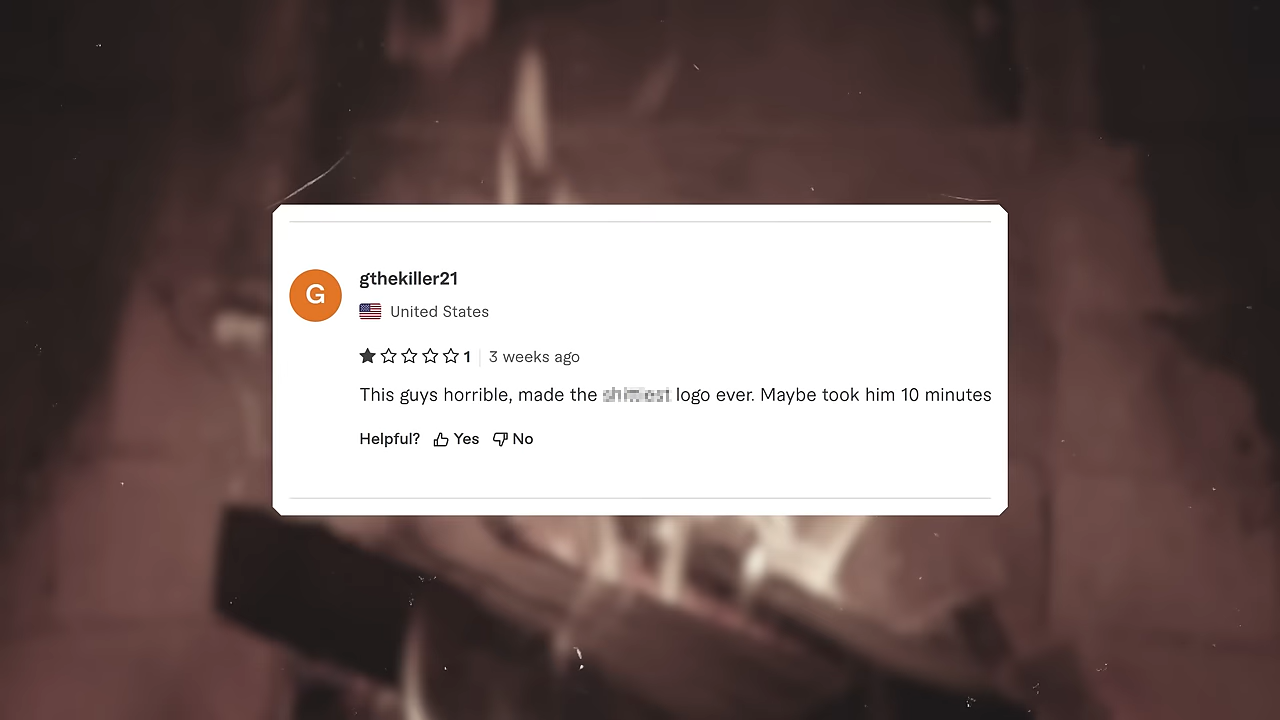 G
gthekiller21
United States
1 3 weeks ago
This guys horrible, made the shittiest logo ever. Maybe took him 10 minutes
Helpful? Yes No